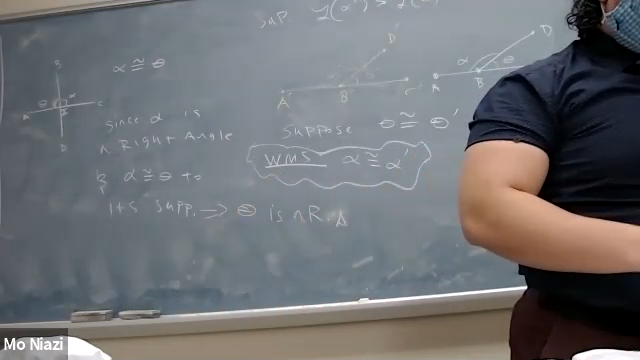 α ≅ θ
since α is
a Right Angle
α ≅ θ to
its supp. ⇒ θ is a R. ∆
Sup
A B C' D'
Suppose θ ≅ θ'
WMS α ≅ α'
α θ
A B D
Mo Niazi